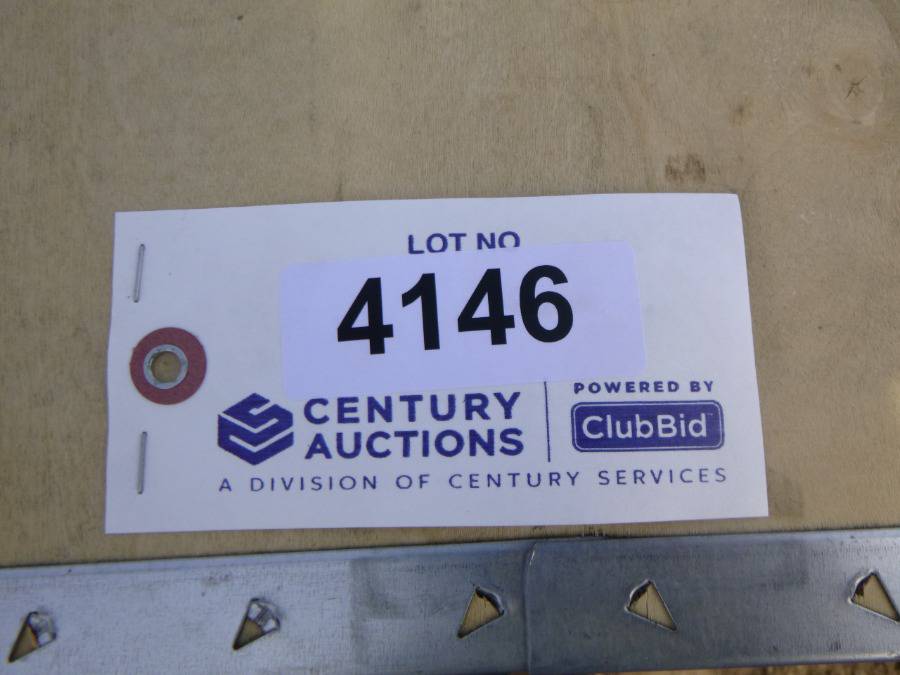 LOT NO
4146
CENTURY
AUCTIONS
POWERED BY
ClubBid
A DIVISION OF CENTURY SERVICES